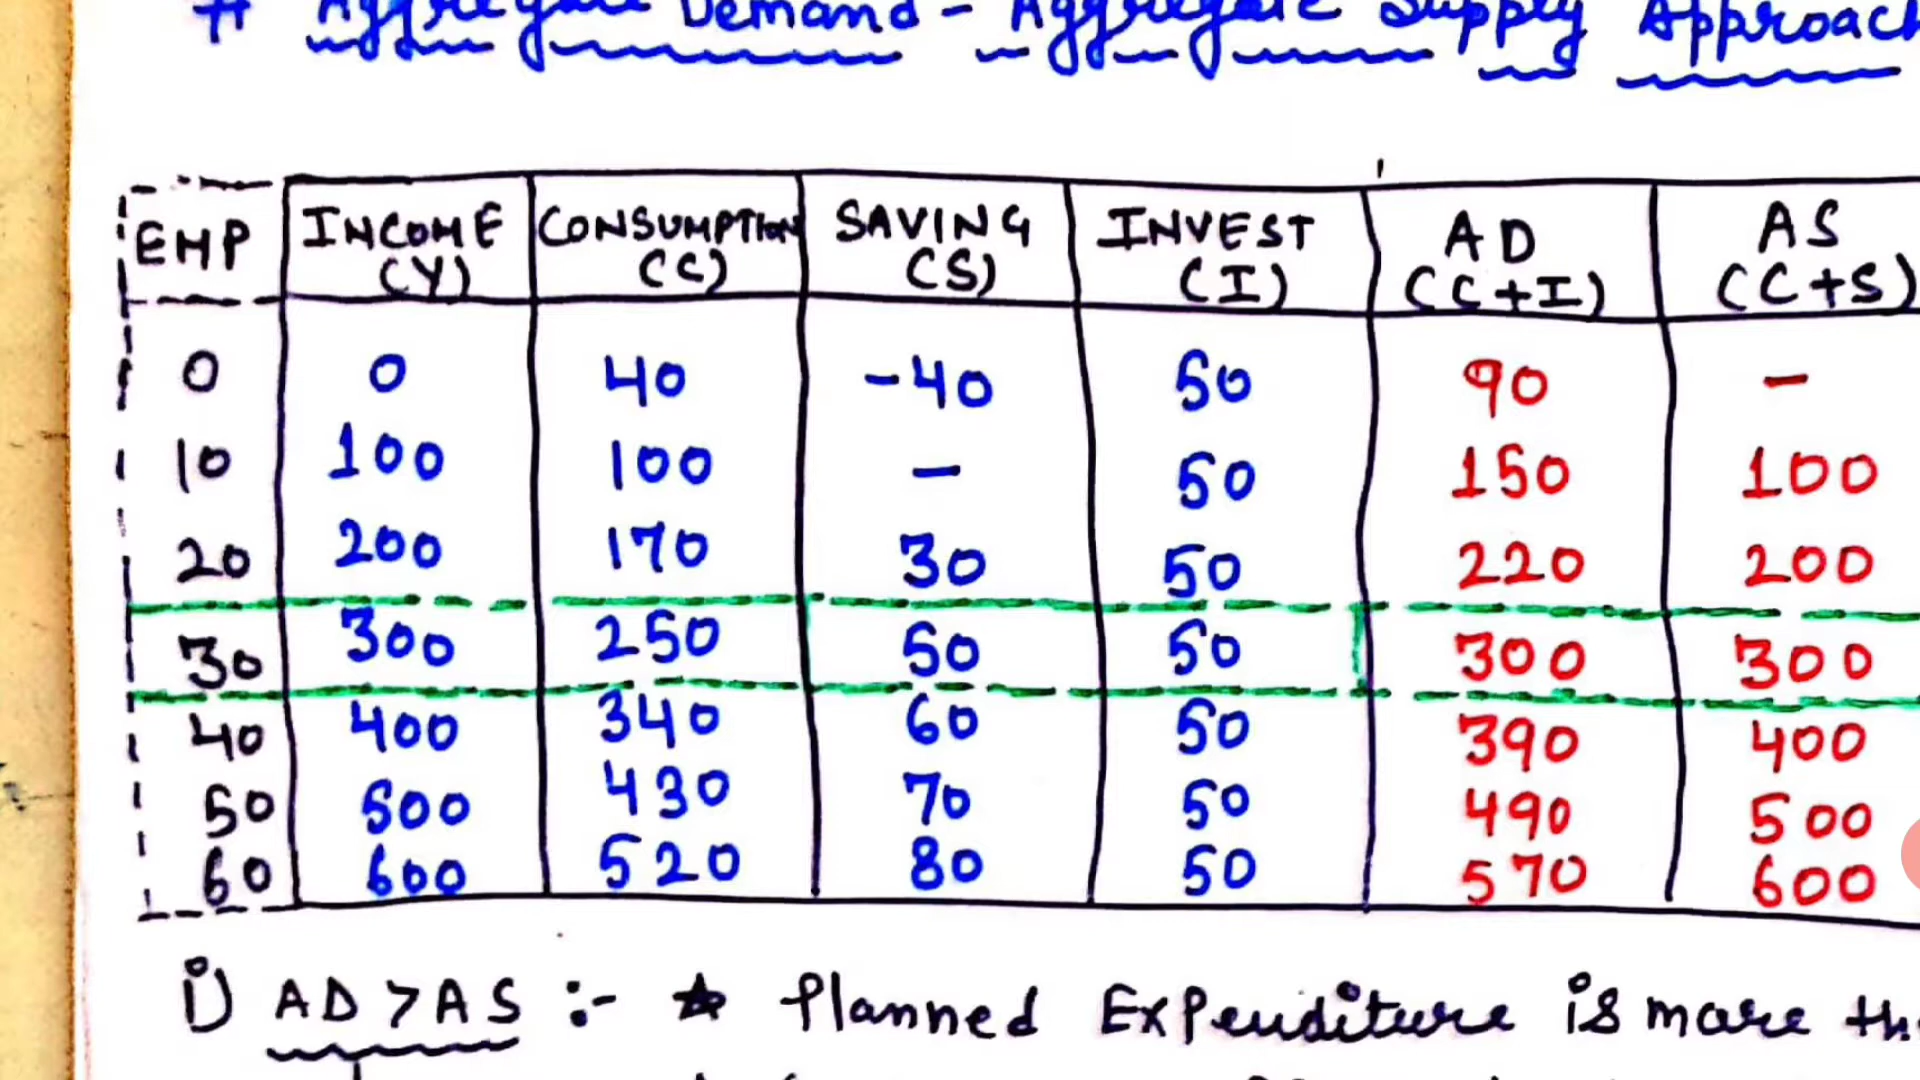 # Aggregate Demand - Aggregate Supply Approach
EMP INCOME (Y) CONSUMPTION (C) SAVING (S) INVEST (I) AD (C+I) AS (C+S)
0 0 40 -40 50 90 -
10 100 100 - 50 150 100
20 200 170 30 50 220 200
30 300 250 50 50 300 300
40 400 340 60 50 390 400
50 500 430 70 50 490 500
60 600 520 80 50 570 600
i) AD > AS :- ☆ Planned Expenditure is more